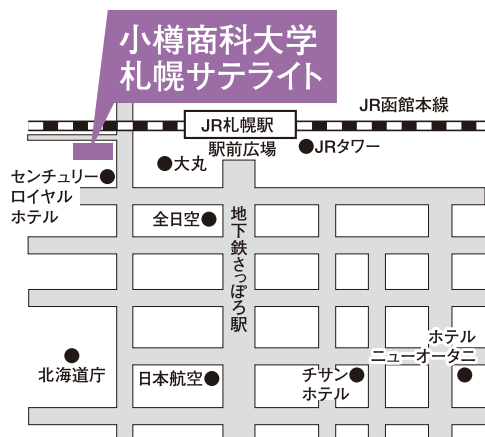 小樽商科大学
札幌サテライト
JR函館本線
JR札幌駅
駅前広場
JRタワー
大丸
センチュリー
ロイヤル
ホテル
全日空
地下鉄さっぽろ駅
ホテル
ニューオータニ
北海道庁
日本航空
チサン
ホテル